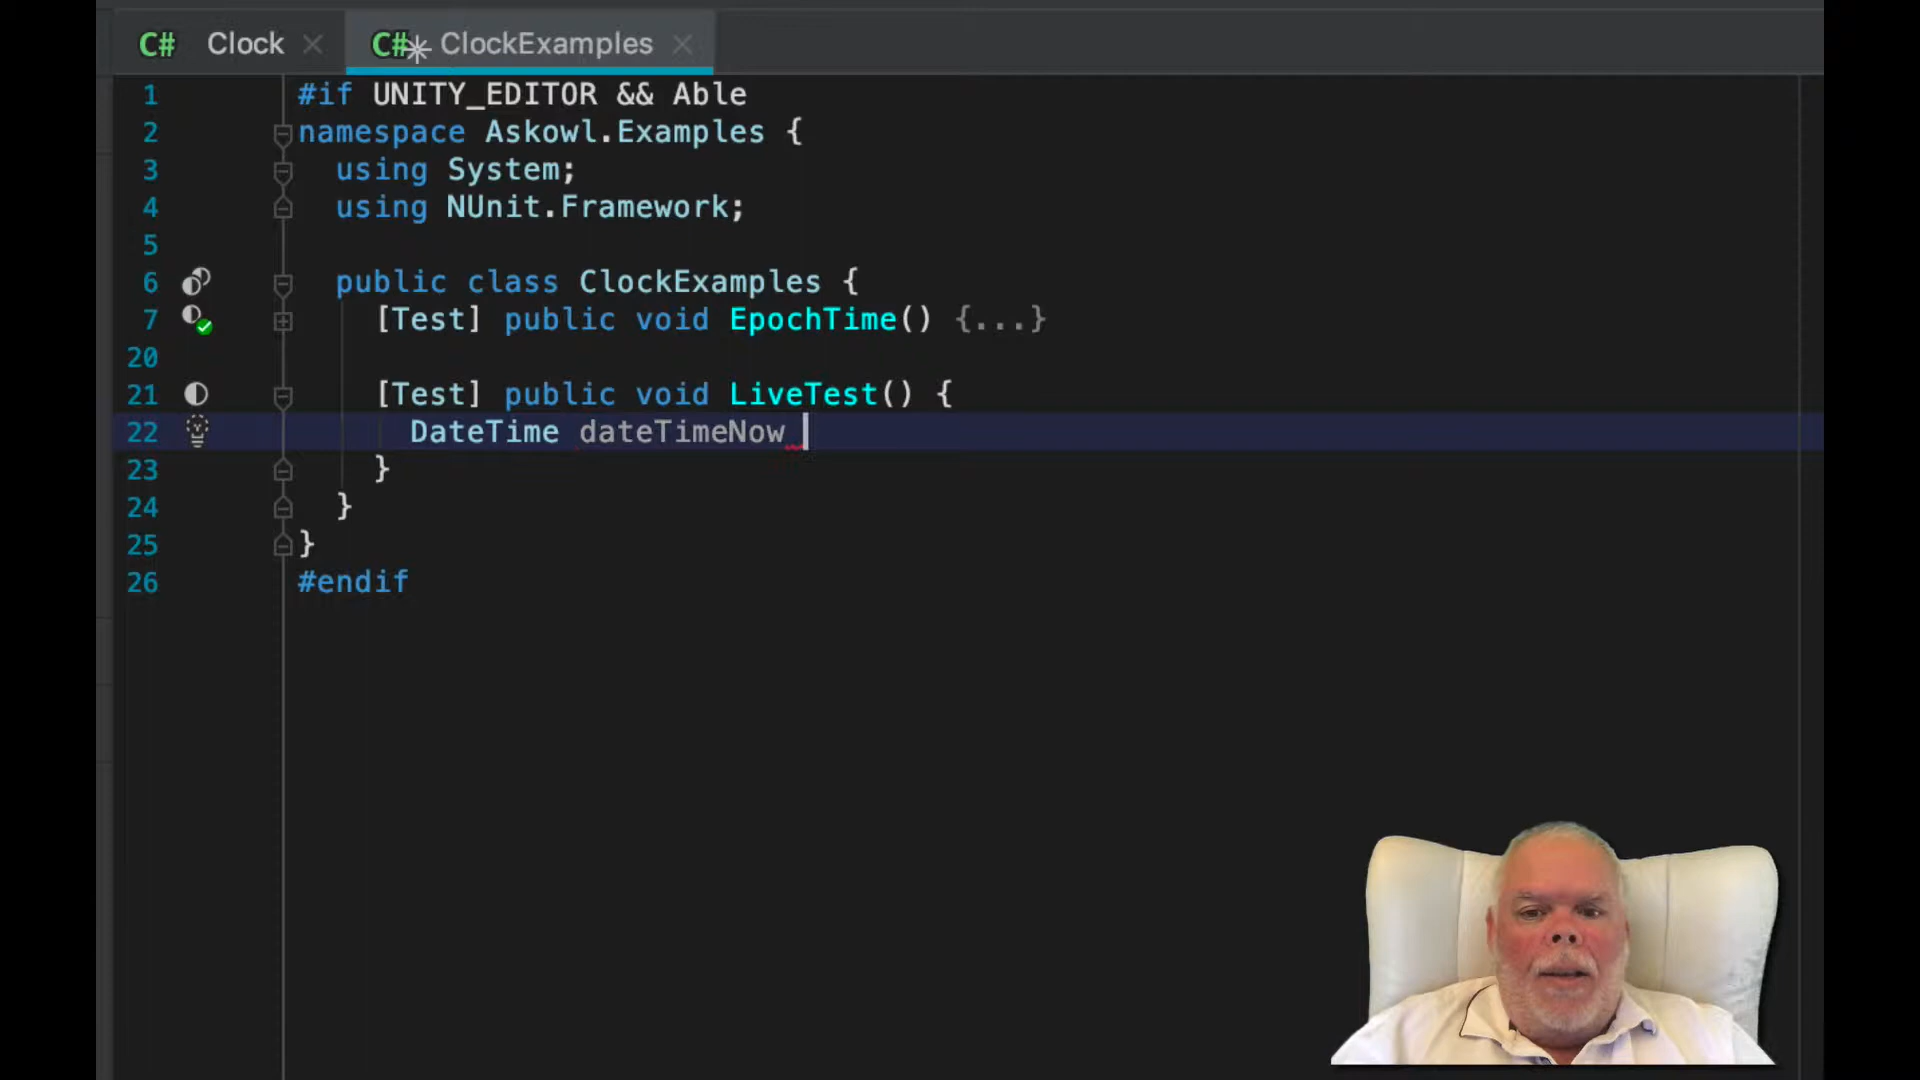 C# Clock C# ClockExamples
1 #if UNITY_EDITOR && Able
2 namespace Askowl.Examples {
3 using System;
4 using NUnit.Framework;
5
6 public class ClockExamples {
7 [Test] public void EpochTime() {...}
20
21 [Test] public void LiveTest() {
22 DateTime dateTimeNow
23 }
24 }
25 }
26 #endif